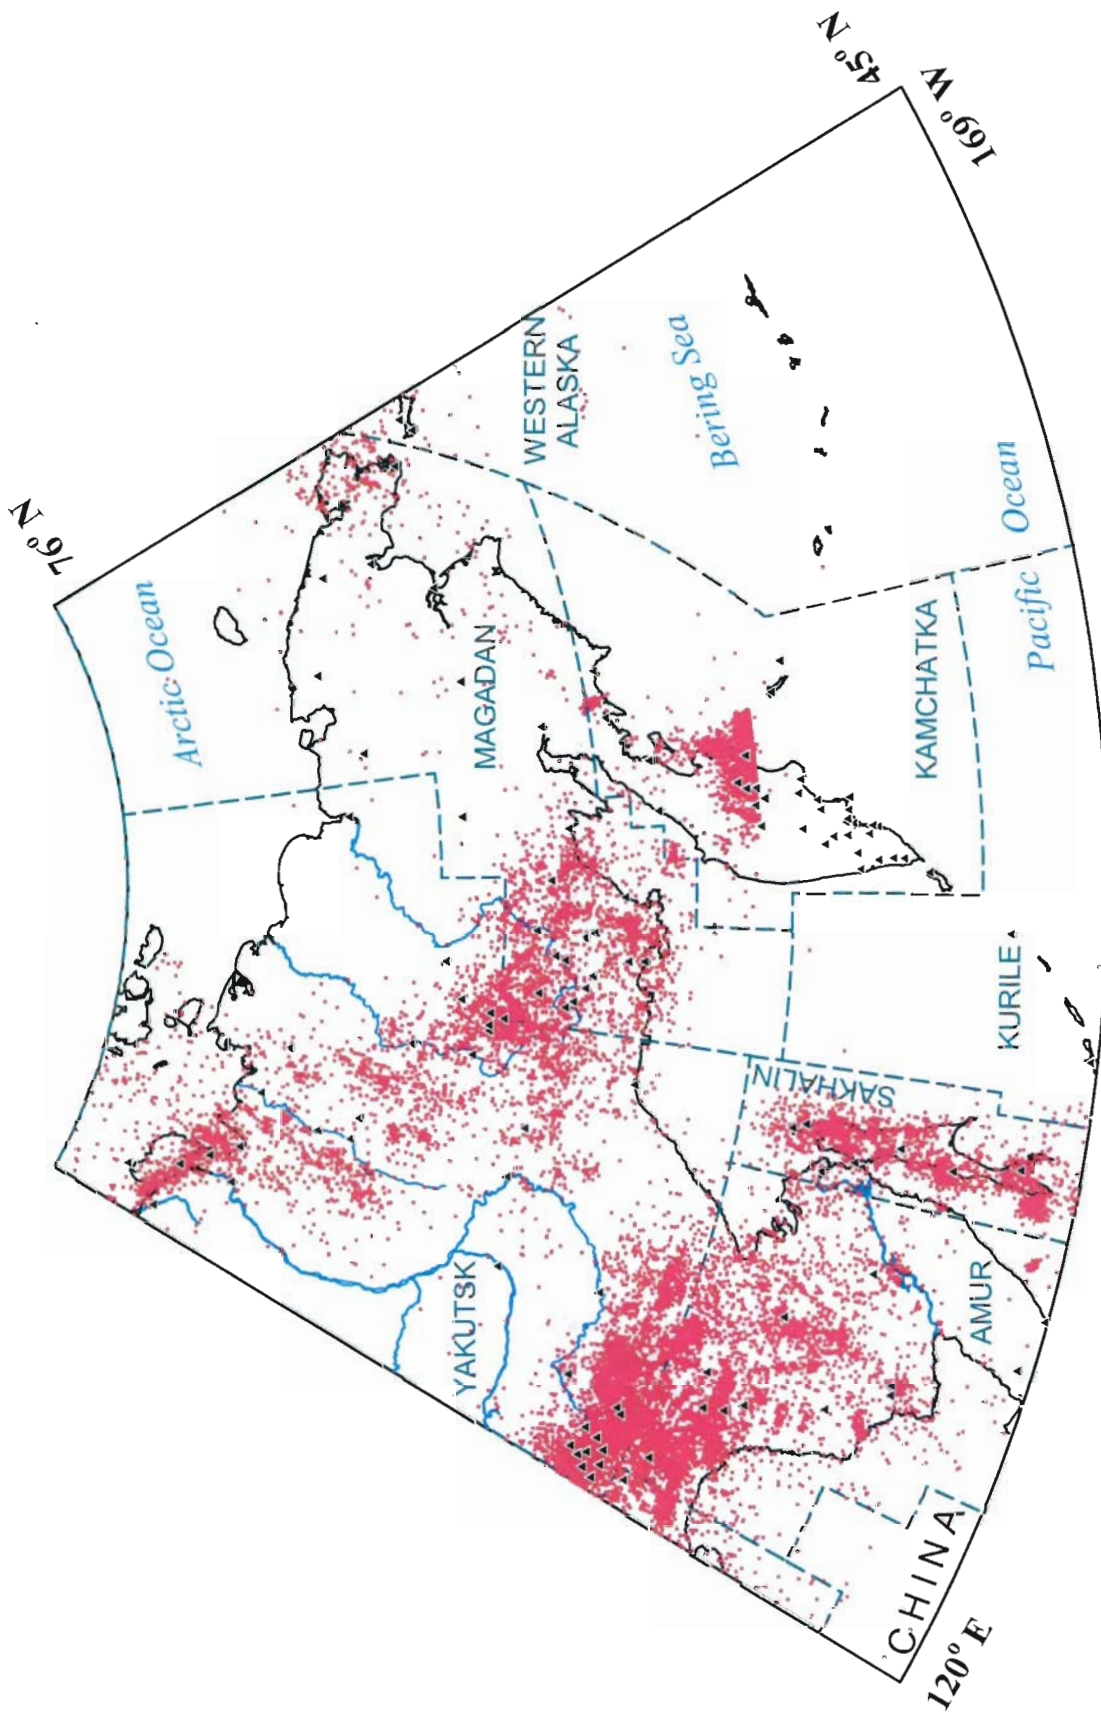 76° N
45° N
169° W
Arctic Ocean
WESTERN
ALASKA
Bering Sea
MAGADAN
Pacific Ocean
KAMCHATKA
KURILE
SAKHALIN
YAKUTSK
AMUR
CHINA
120° E